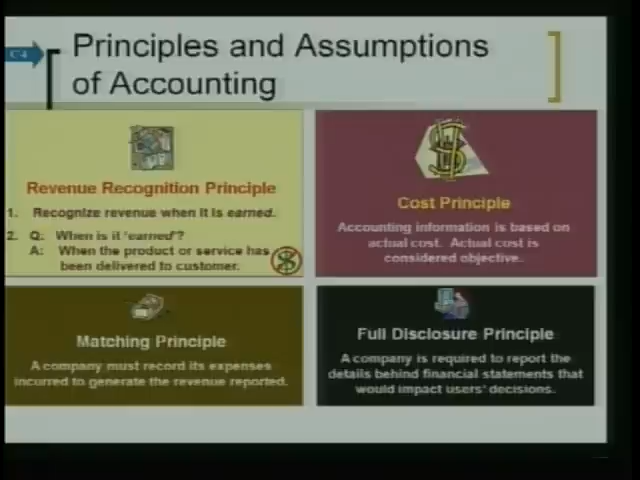 C-4
Principles and Assumptions
of Accounting
Revenue Recognition Principle
1. Recognize revenue when it is earned.
2. Q: When is it ‘earned’?
A: When the product or service has
been delivered to customer.
Cost Principle
Accounting information is based on
actual cost. Actual cost is
considered objective.
Matching Principle
A company must record its expenses
incurred to generate the revenue reported.
Full Disclosure Principle
A company is required to report the
details behind financial statements that
would impact users' decisions.